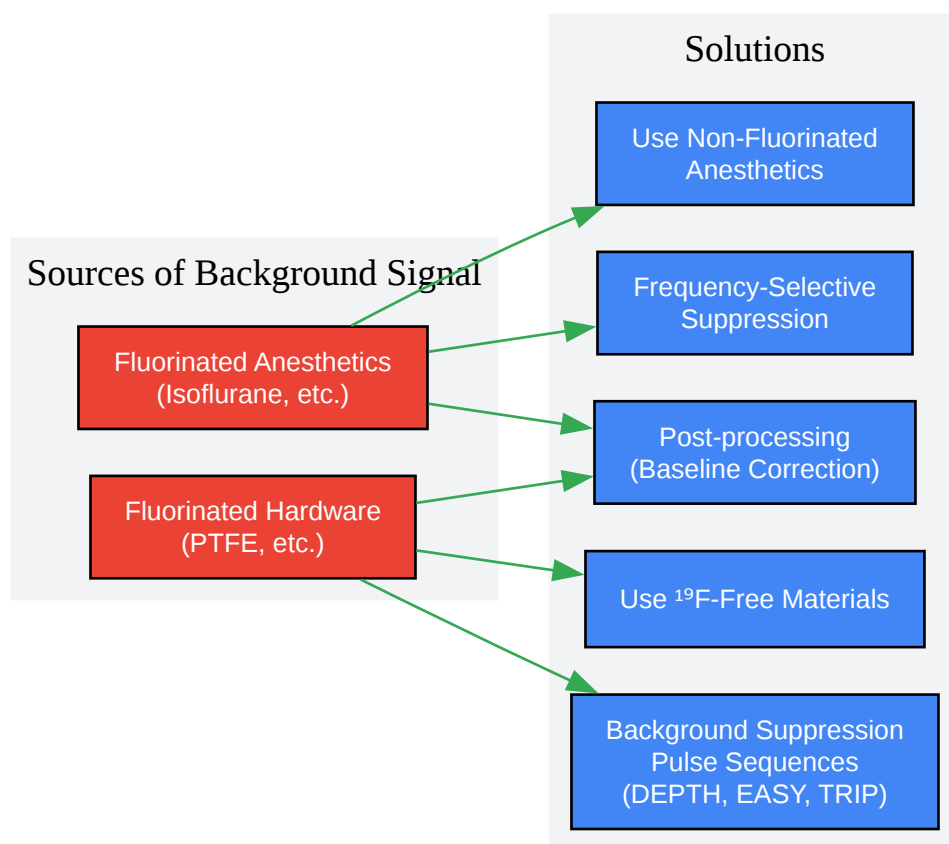 Sources of Background Signal
Fluorinated Anesthetics
(Isoflurane, etc.)
Fluorinated Hardware
(PTFE, etc.)
Solutions
Use Non-Fluorinated
Anesthetics
Frequency-Selective
Suppression
Post-processing
(Baseline Correction)
Use ¹⁹F-Free Materials
Background Suppression
Pulse Sequences
(DEPTH, EASY, TRIP)